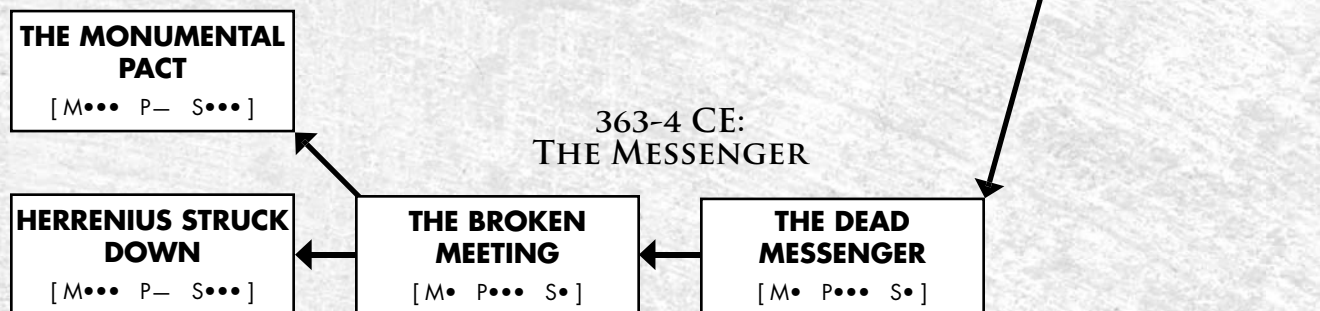 THE MONUMENTAL
PACT
[ M••• P— S••• ]
363-4 CE:
THE MESSENGER
HERRENIUS STRUCK
DOWN
[ M••• P— S••• ]
THE BROKEN
MEETING
[ M• P••• S• ]
THE DEAD
MESSENGER
[ M• P••• S• ]